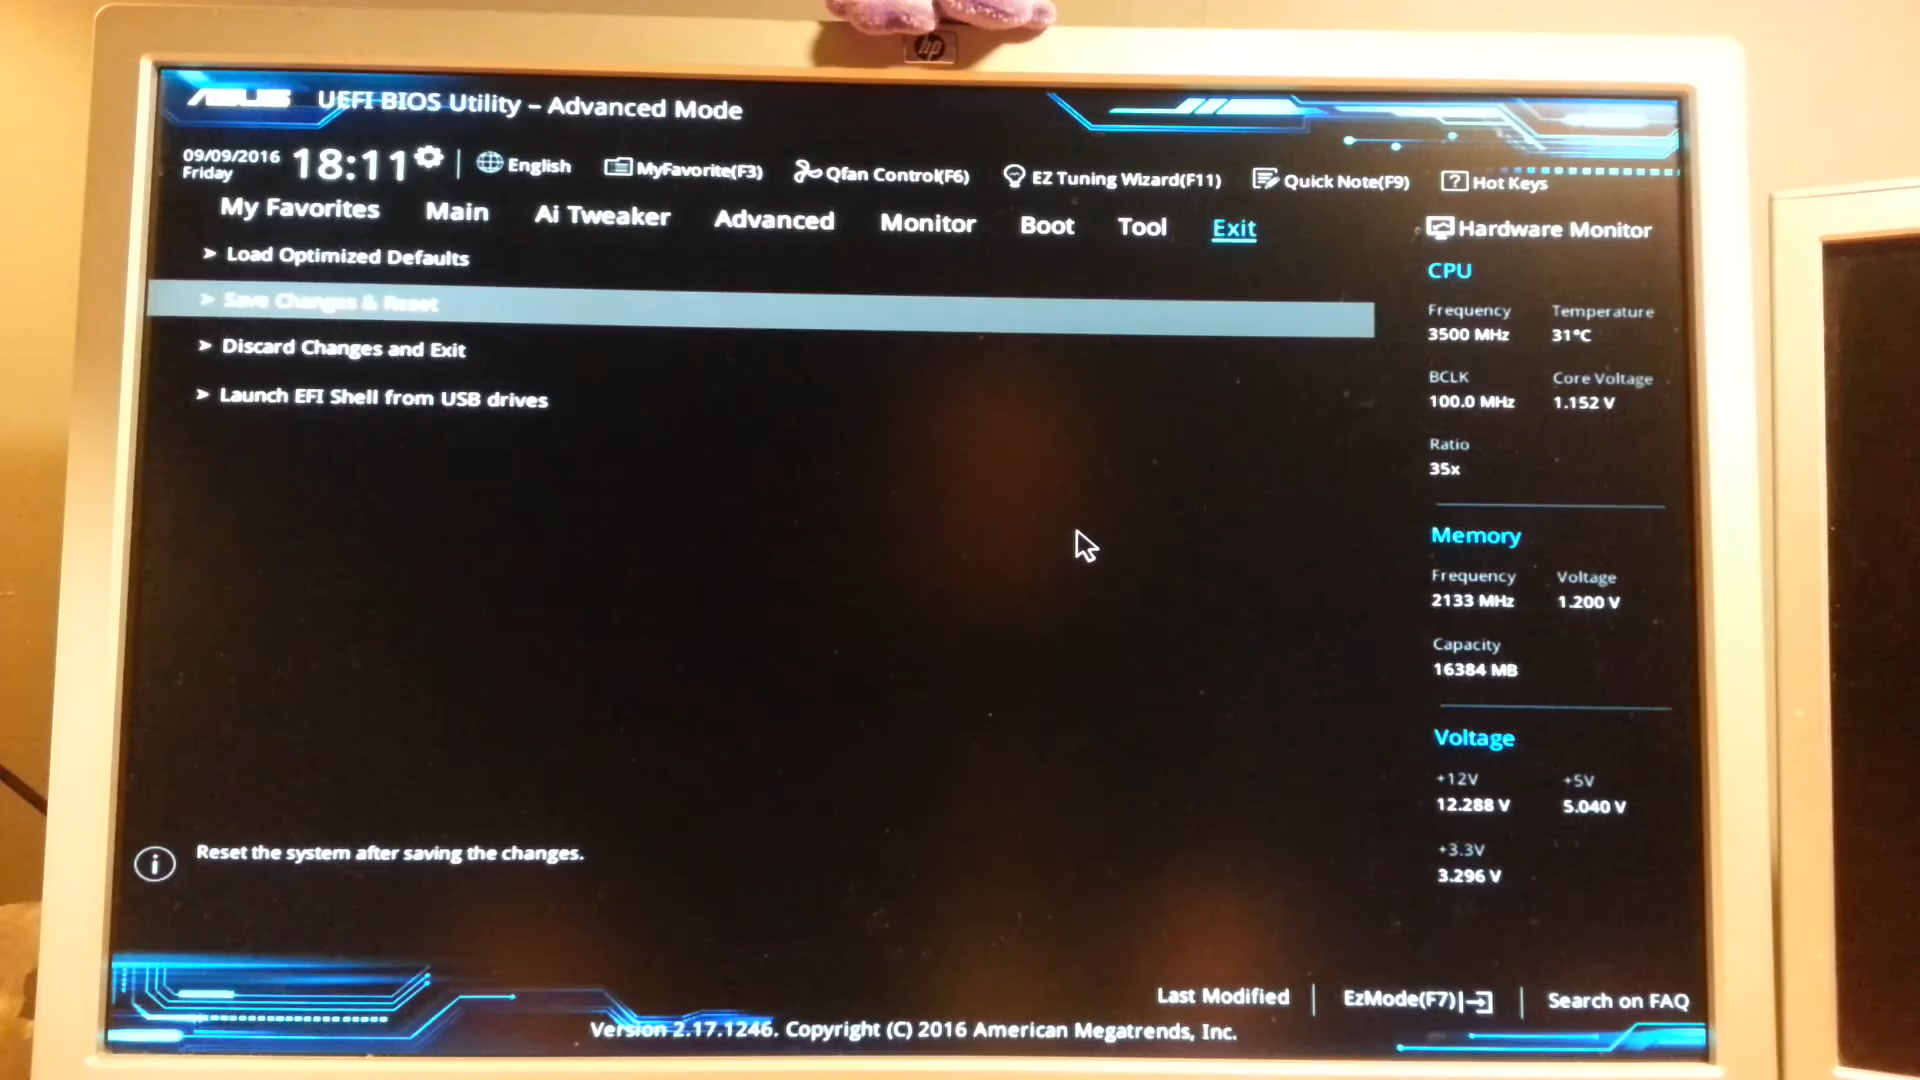 hp
ASUS UEFI BIOS Utility – Advanced Mode
09/09/2016
Friday
18:11
English MyFavorite(F3) Qfan Control(F6) EZ Tuning Wizard(F11) Quick Note(F9) ? Hot Keys
My Favorites Main Ai Tweaker Advanced Monitor Boot Tool Exit
> Load Optimized Defaults
> Save Changes & Reset
> Discard Changes and Exit
> Launch EFI Shell from USB drives
Hardware Monitor
CPU
Frequency Temperature
3500 MHz 31°C
BCLK Core Voltage
100.0 MHz 1.152 V
Ratio
35x
Memory
Frequency Voltage
2133 MHz 1.200 V
Capacity
16384 MB
Voltage
+12V +5V
12.288 V 5.040 V
+3.3V
3.296 V
i Reset the system after saving the changes.
Last Modified EzMode(F7) Search on FAQ
Version 2.17.1246. Copyright (C) 2016 American Megatrends, Inc.